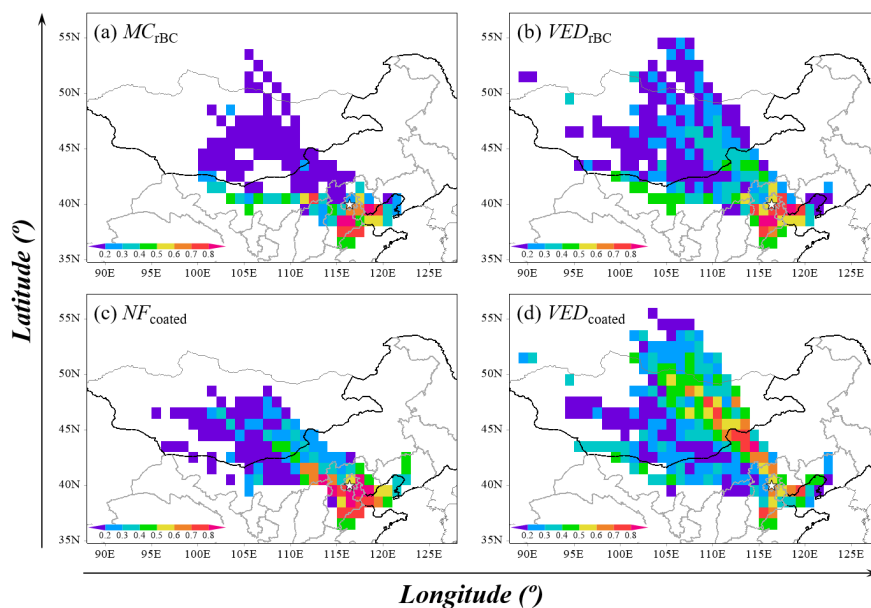 (a) MCrBC
(b) VEDrBC
55N
50N
45N
40N
35N
0.2 0.3 0.4 0.5 0.6 0.7 0.8
90E 95E 100E 105E 110E 115E 120E 125E
55N
50N
45N
40N
35N
0.2 0.3 0.4 0.5 0.6 0.7 0.8
90E 95E 100E 105E 110E 115E 120E 125E
Latitude (º)
(c) NFcoated
(d) VEDcoated
55N
50N
45N
40N
35N
0.2 0.3 0.4 0.5 0.6 0.7 0.8
90E 95E 100E 105E 110E 115E 120E 125E
55N
50N
45N
40N
35N
0.2 0.3 0.4 0.5 0.6 0.7 0.8
90E 95E 100E 105E 110E 115E 120E 125E
Longitude (º)